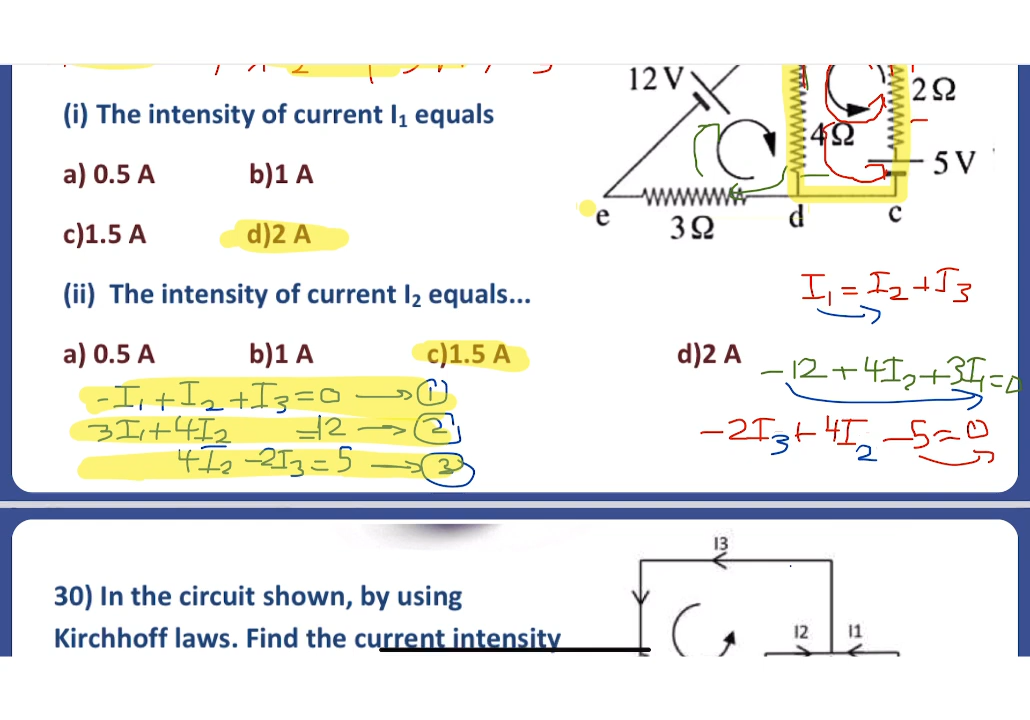 12 V
2Ω
4Ω
5 V
(i) The intensity of current I₁ equals
a) 0.5 A b)1 A
c)1.5 A d)2 A
e 3Ω d c
(ii) The intensity of current I₂ equals...
I₁ = I₂ + I₃
a) 0.5 A b)1 A c)1.5 A d)2 A
-12 + 4I₂ + 3I₁ = 0
-2I₃ + 4I₂ -5 = 0
-I₁ + I₂ + I₃ = 0 → 1
3I₁ + 4I₂ = 12 → 2
4I₂ - 2I₃ = 5 → 3
30) In the circuit shown, by using
Kirchhoff laws. Find the current intensity
I3
I2 I1